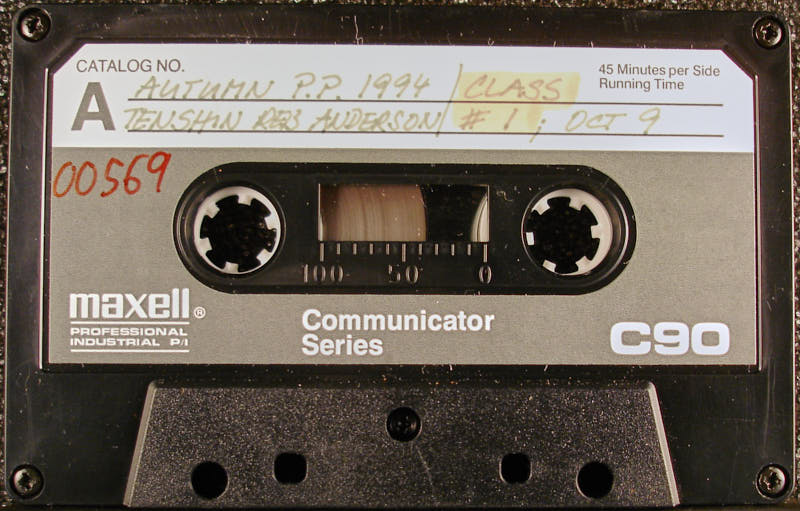 CATALOG NO.
A
AUTUMN P.P. 1994 / CLASS
TENSHIN REB ANDERSON / # 1 ; OCT 9
45 Minutes per Side
Running Time
00569
100 50 0
maxell®
PROFESSIONAL
INDUSTRIAL P/I
Communicator
Series
C90